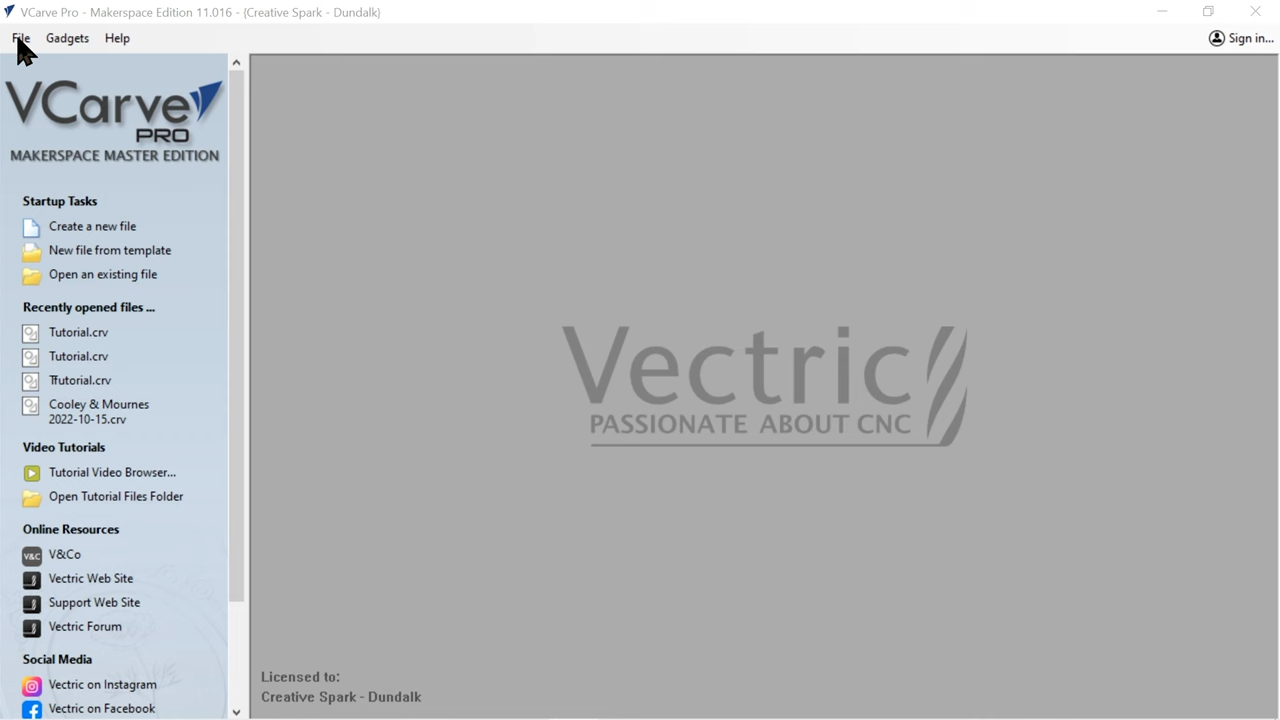 VCarve Pro - Makerspace Edition 11.016 - {Creative Spark - Dundalk}
File Gadgets Help
Sign in...
VCarve
PRO
MAKERSPACE MASTER EDITION
Startup Tasks
Create a new file
New file from template
Open an existing file
Recently opened files ...
Tutorial.crv
Tutorial.crv
Tfutorial.crv
Cooley & Mournes
2022-10-15.crv
Video Tutorials
Tutorial Video Browser...
Open Tutorial Files Folder
Online Resources
V&C V&Co
Vectric Web Site
Support Web Site
Vectric Forum
Social Media
Vectric on Instagram
Vectric on Facebook
Vectric
PASSIONATE ABOUT CNC
Licensed to:
Creative Spark - Dundalk